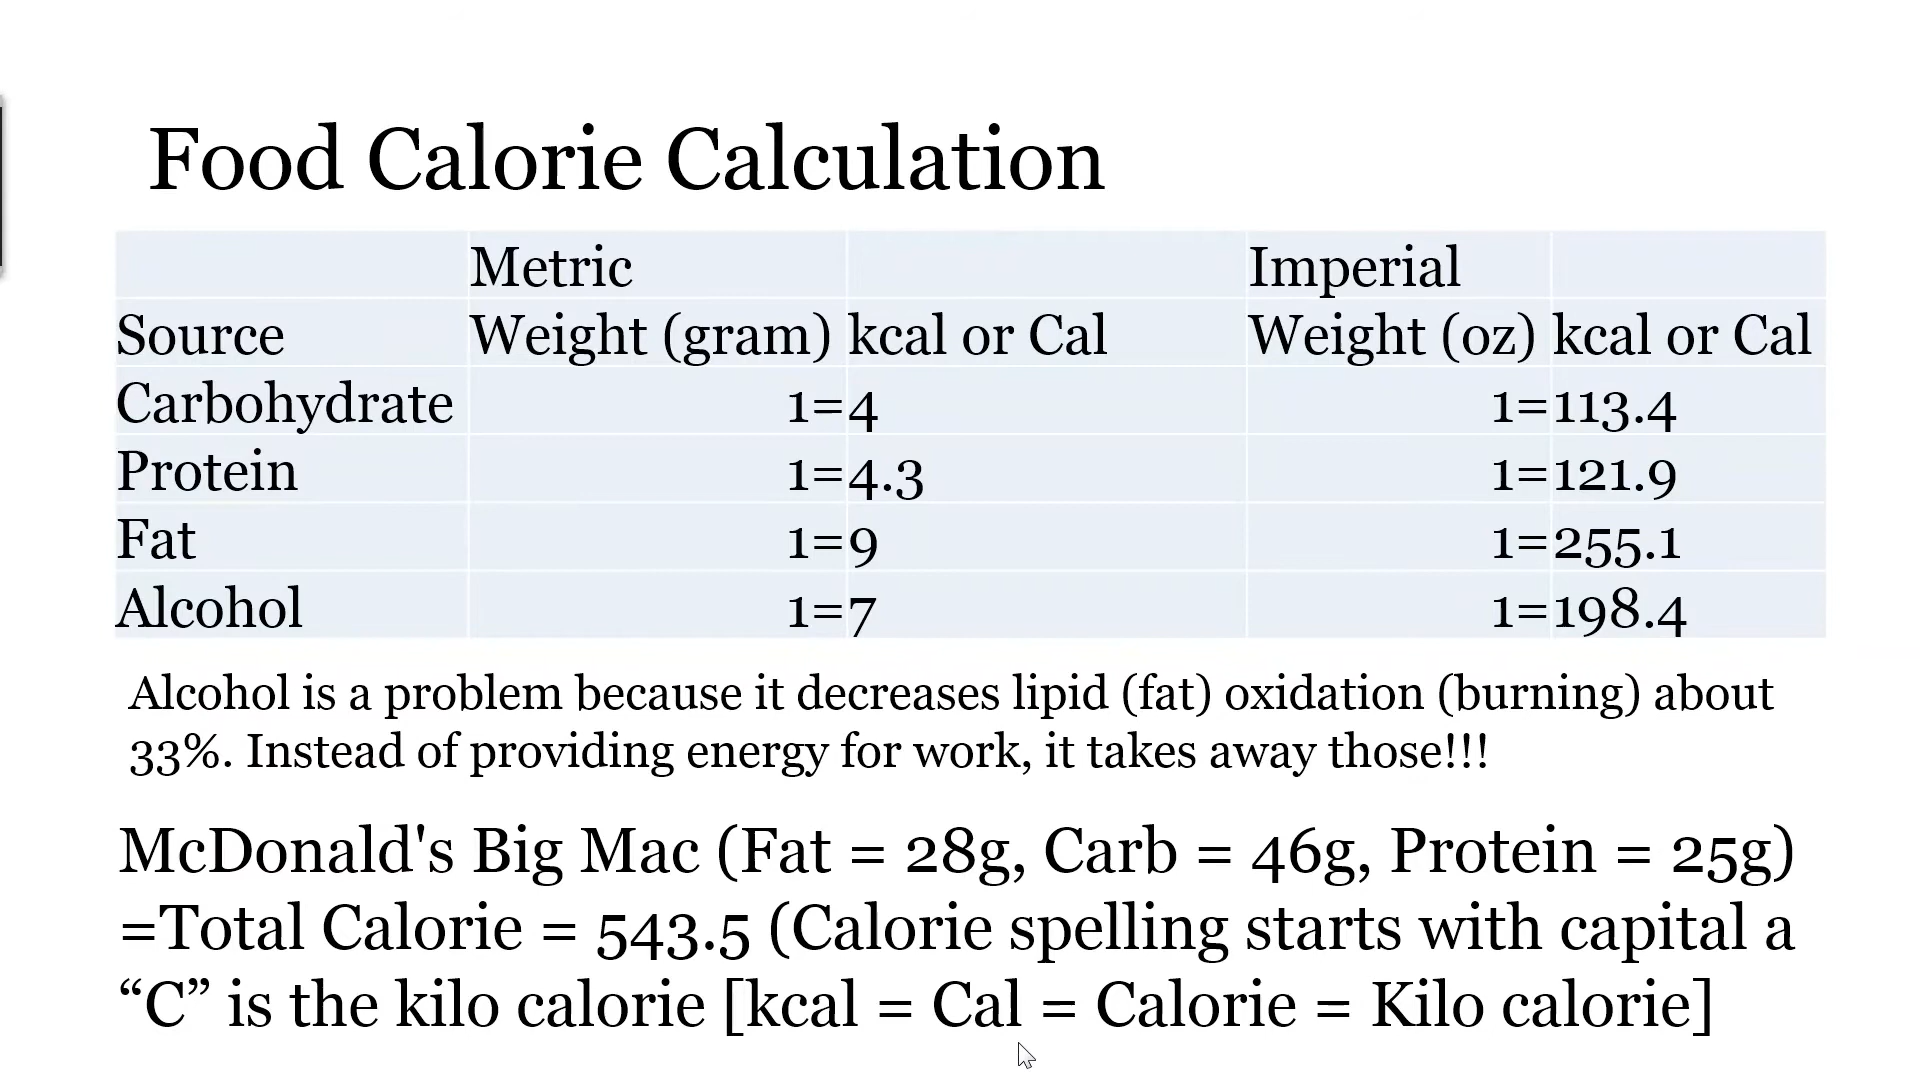 Food Calorie Calculation
Metric Imperial
Source Weight (gram) kcal or Cal Weight (oz) kcal or Cal
Carbohydrate 1= 4 1= 113.4
Protein 1= 4.3 1= 121.9
Fat 1= 9 1= 255.1
Alcohol 1= 7 1= 198.4
Alcohol is a problem because it decreases lipid (fat) oxidation (burning) about
33%. Instead of providing energy for work, it takes away those!!!
McDonald's Big Mac (Fat = 28g, Carb = 46g, Protein = 25g)
=Total Calorie = 543.5 (Calorie spelling starts with capital a
“C” is the kilo calorie [kcal = Cal = Calorie = Kilo calorie]